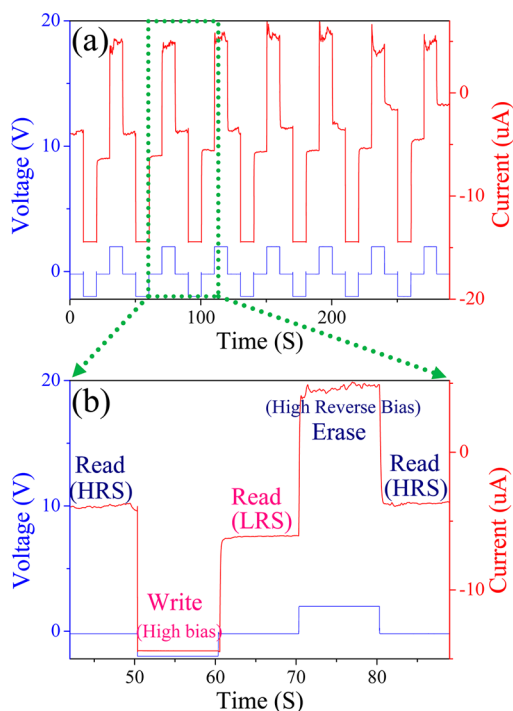 (a)
20
10
0
Voltage (V)
0
-10
-20
Current (uA)
0
100
200
Time (S)
(b)
20
10
0
Voltage (V)
(High Reverse Bias)
Erase
Read
(HRS)
Read
(LRS)
Read
(HRS)
Write
(High bias)
0
-10
Current (uA)
50
60
70
80
Time (S)